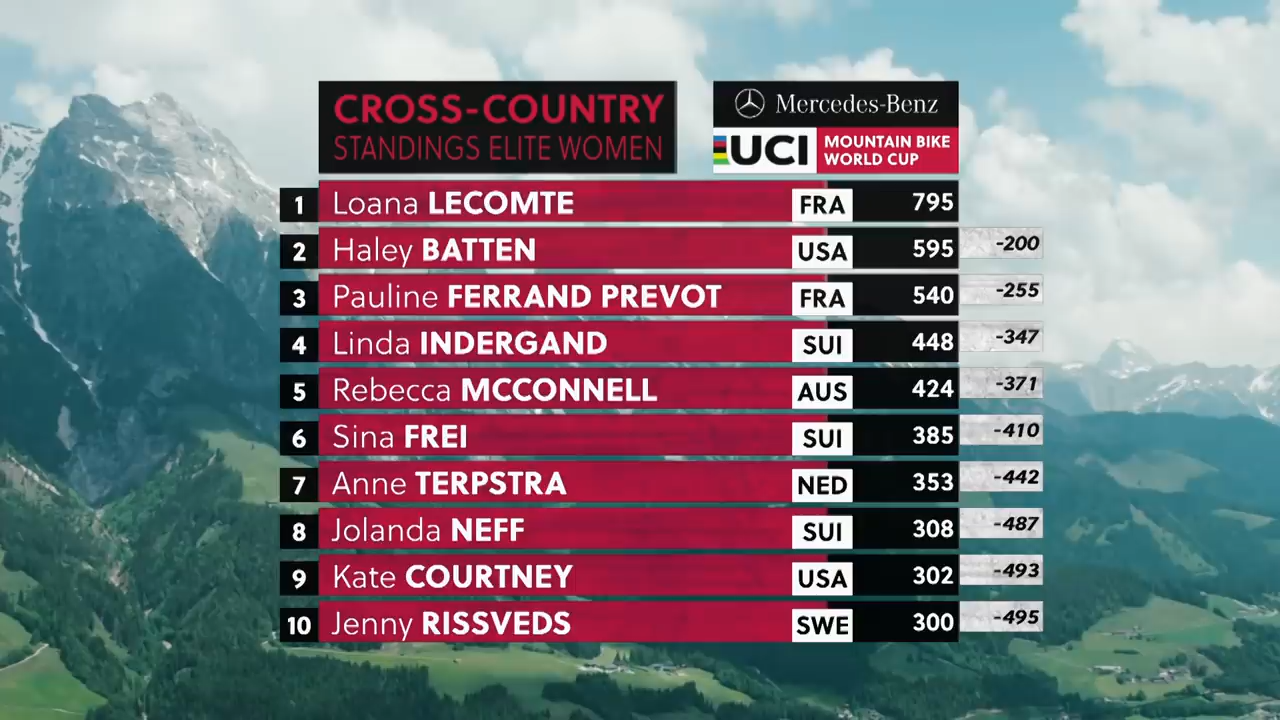 CROSS-COUNTRY
STANDINGS ELITE WOMEN
Mercedes-Benz
UCI MOUNTAIN BIKE
WORLD CUP
1 Loana LECOMTE FRA 795
2 Haley BATTEN USA 595 -200
3 Pauline FERRAND PREVOT FRA 540 -255
4 Linda INDERGAND SUI 448 -347
5 Rebecca MCCONNELL AUS 424 -371
6 Sina FREI SUI 385 -410
7 Anne TERPSTRA NED 353 -442
8 Jolanda NEFF SUI 308 -487
9 Kate COURTNEY USA 302 -493
10 Jenny RISSVEDS SWE 300 -495